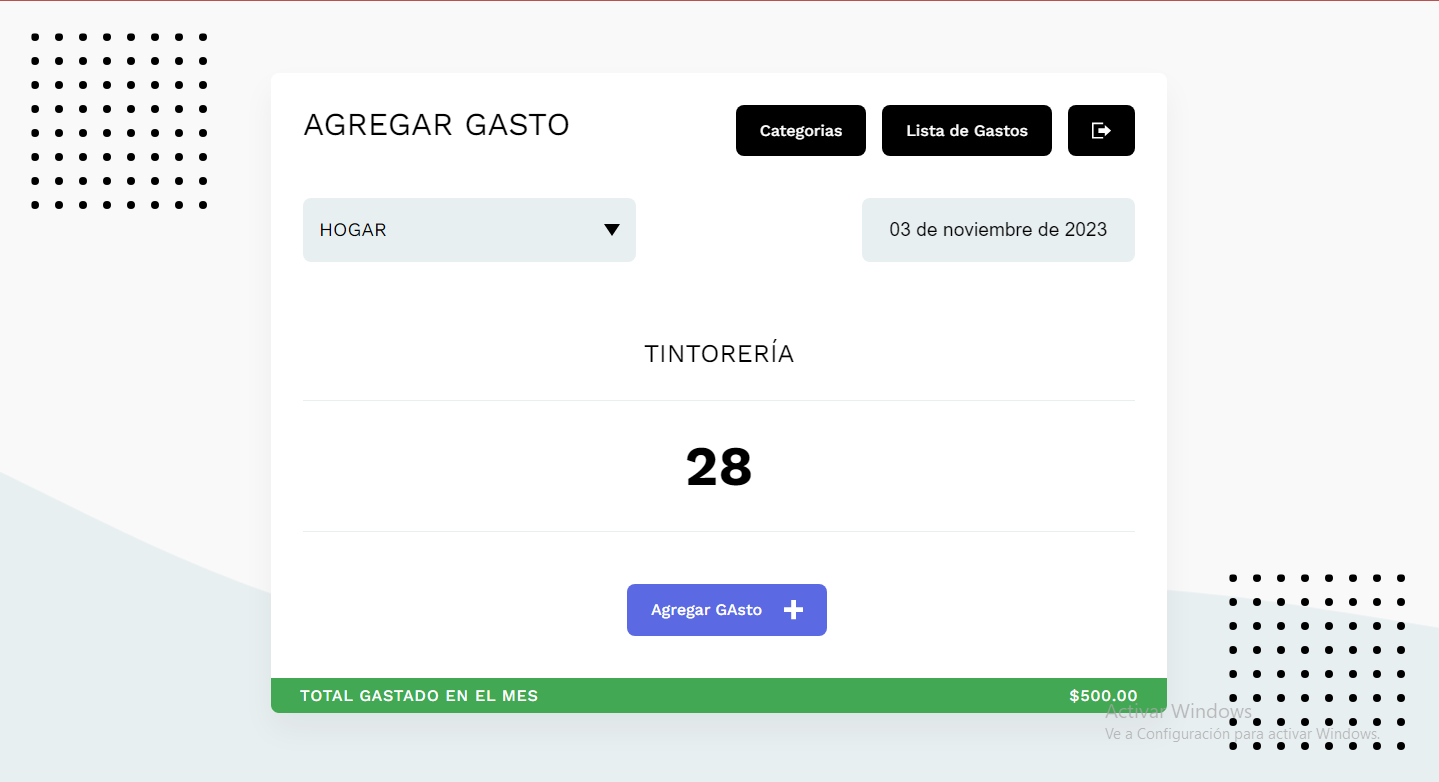 AGREGAR GASTO
Categorias
Lista de Gastos
HOGAR
03 de noviembre de 2023
TINTORERÍA
28
Agregar GAsto
TOTAL GASTADO EN EL MES
$500.00
Activar Windows
Ve a Configuración para activar Windows.